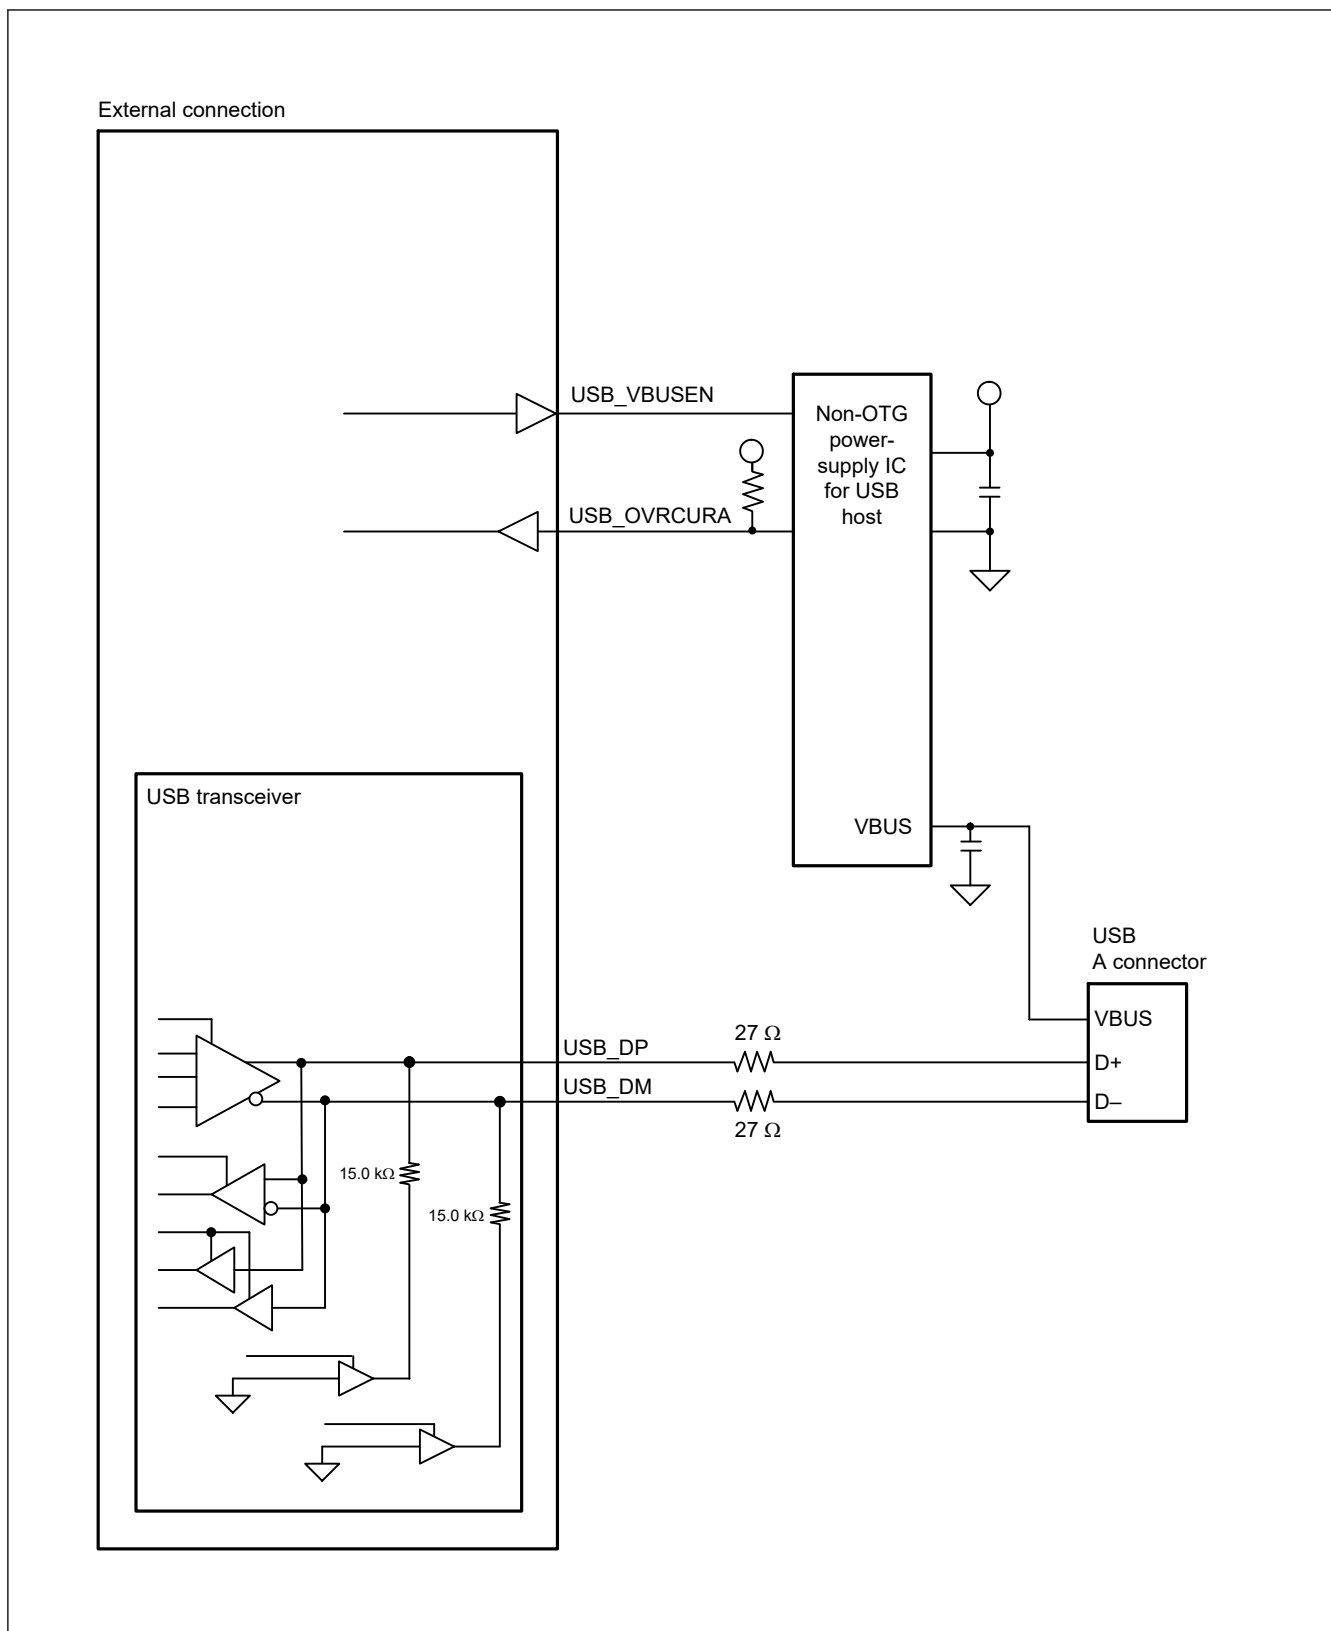 External connection
USB_VBUSEN
Non-OTG
power-
supply IC
for USB
host
USB_OVRCURA
USB transceiver
VBUS
USB
A connector
VBUS
27 Ω
USB_DP
D+
USB_DM
D–
27 Ω
15.0 kΩ
15.0 kΩ